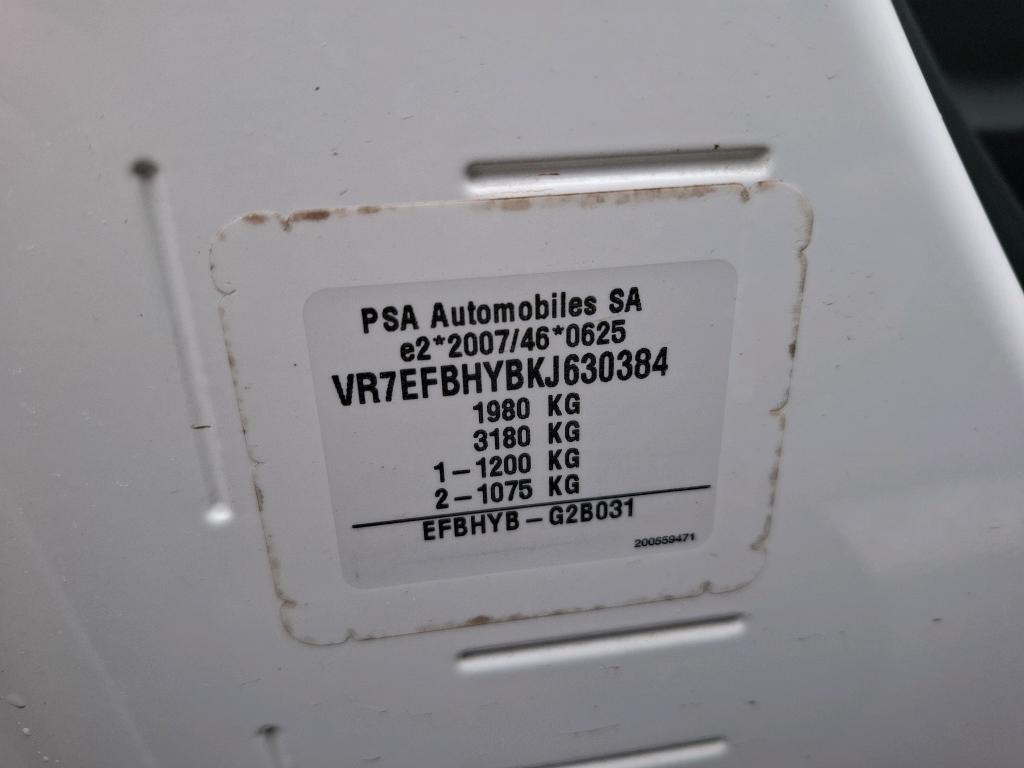 PSA Automobiles SA
e2*2007/46*0625
VR7EFBHYBKJ630384
1980 KG
3180 KG
1-1200 KG
2-1075 KG
EFBHYB-G2B031
200559471